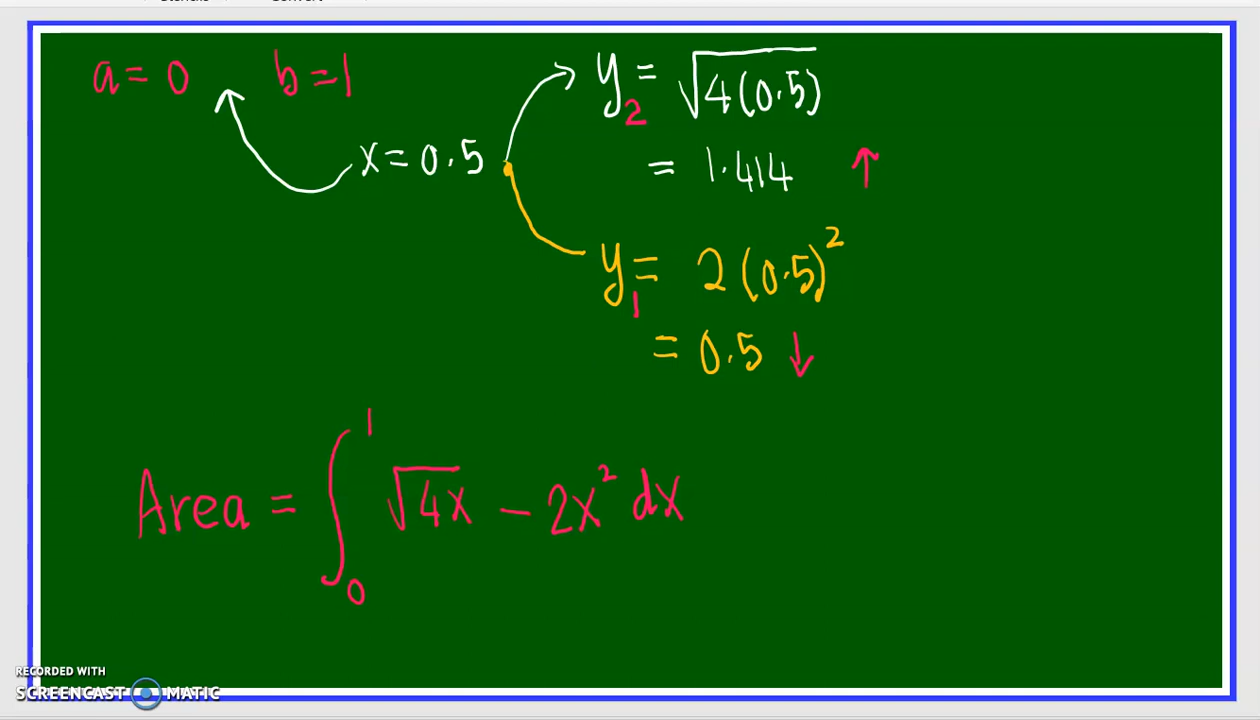 a = 0 b = 1
x = 0.5
y₂ = √4(0.5)
= 1.414 ↑
y₁ = 2(0.5)²
= 0.5 ↓
Area = ∫₀¹ √4x − 2x² dx
RECORDED WITH
SCREENCAST MATIC